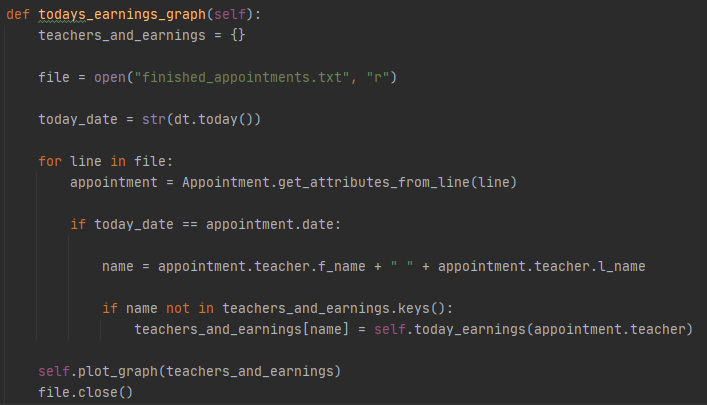 def todays_earnings_graph(self):
    teachers_and_earnings = {}
    file = open("finished_appointments.txt", "r")
    today_date = str(dt.today())
    for line in file:
        appointment = Appointment.get_attributes_from_line(line)
        if today_date == appointment.date:
            name = appointment.teacher.f_name + " " + appointment.teacher.l_name
            if name not in teachers_and_earnings.keys():
                teachers_and_earnings[name] = self.today_earnings(appointment.teacher)
    self.plot_graph(teachers_and_earnings)
    file.close()